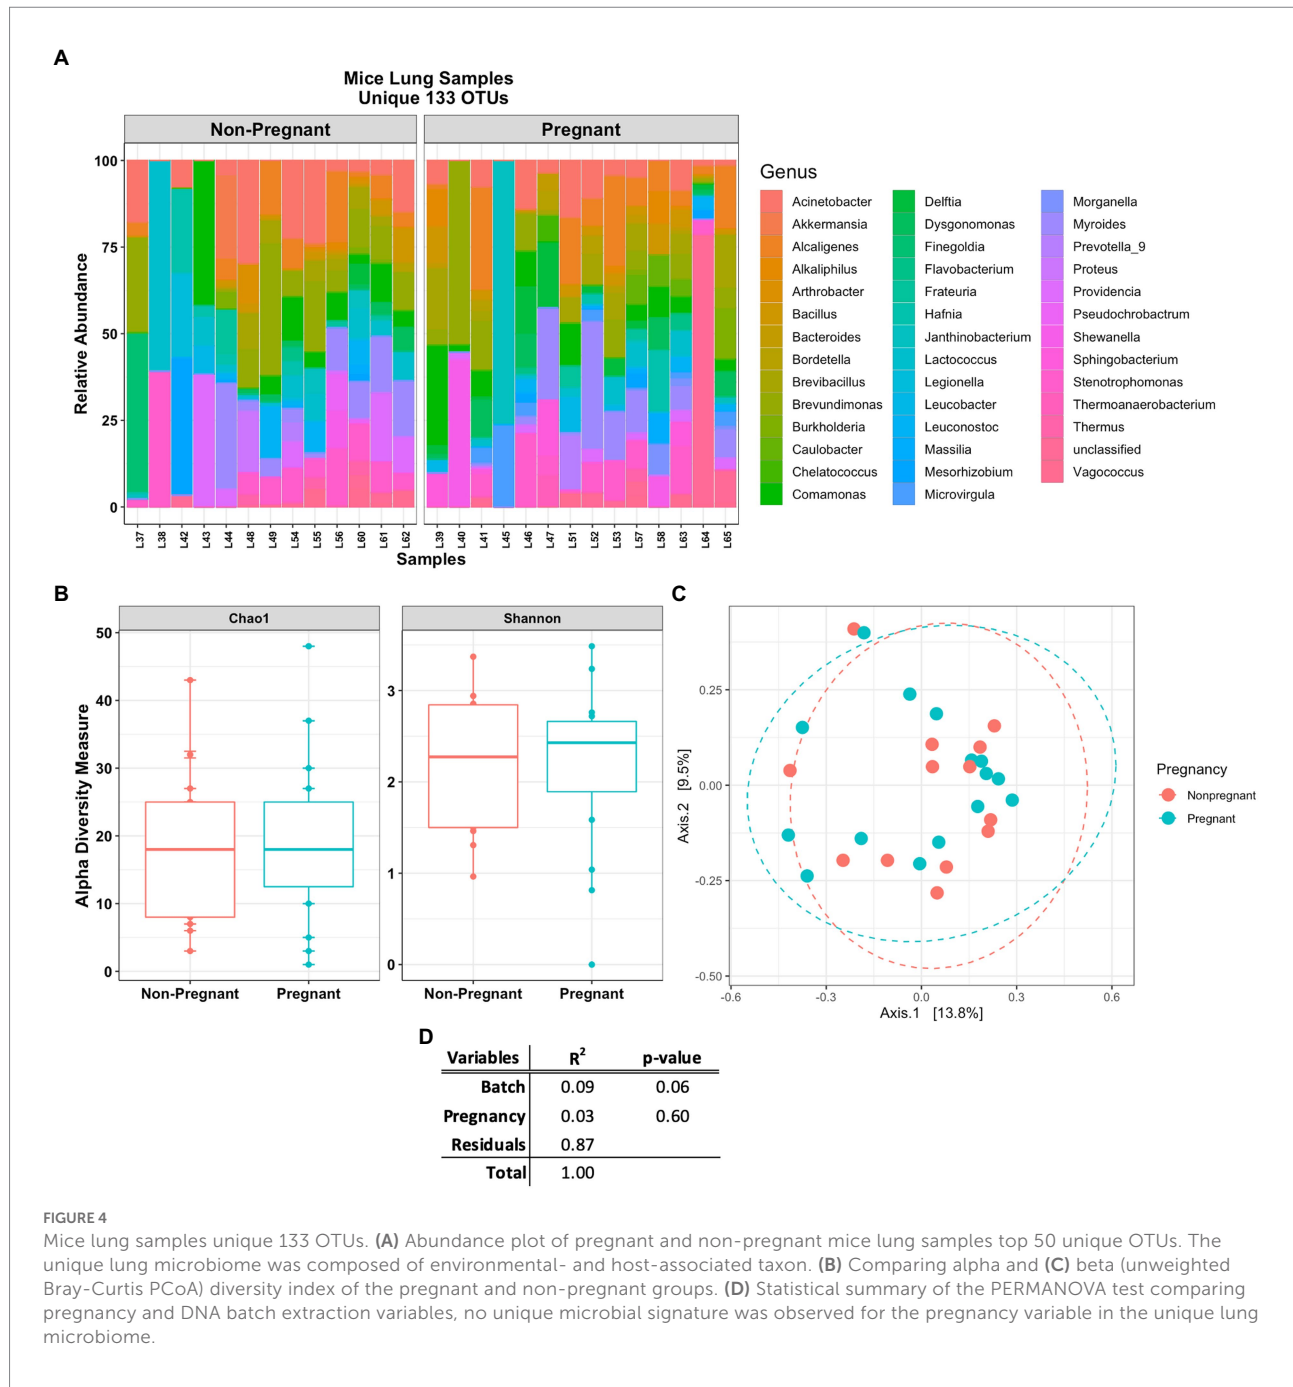 A
Mice Lung Samples
Unique 133 OTUs
Non-Pregnant
Pregnant
Relative Abundance
100
75
50
25
0
L37
L38
L42
L43
L44
L48
L49
L54
L55
L56
L60
L61
L62
L39
L40
L41
L45
L46
L47
L51
L52
L53
L57
L58
L63
L64
L65
Samples
Genus
Acinetobacter
Akkermansia
Alcaligenes
Alkaliphilus
Arthrobacter
Bacillus
Bacteroides
Bordetella
Brevibacillus
Brevundimonas
Burkholderia
Caulobacter
Chelatococcus
Comamonas
Delftia
Dysgonomonas
Finegoldia
Flavobacterium
Frateuria
Hafnia
Janthinobacterium
Lactococcus
Legionella
Leucobacter
Leuconostoc
Massilia
Mesorhizobium
Microvirgula
Morganella
Myroides
Prevotella_9
Proteus
Providencia
Pseudochrobactrum
Shewanella
Sphingobacterium
Stenotrophomonas
Thermoanaerobacterium
Thermus
unclassified
Vagococcus
B
Chao1
Shannon
Alpha Diversity Measure
50
40
30
20
10
0
3
2
1
0
Non-Pregnant
Pregnant
Non-Pregnant
Pregnant
C
Axis.2 [9.5%]
0.25
0.00
-0.25
-0.50
-0.6
-0.3
0.0
0.3
0.6
Axis.1 [13.8%]
Pregnancy
Nonpregnant
Pregnant
D
Variables R2 p-value
Batch 0.09 0.06
Pregnancy 0.03 0.60
Residuals 0.87
Total 1.00
FIGURE 4
Mice lung samples unique 133 OTUs. (A) Abundance plot of pregnant and non-pregnant mice lung samples top 50 unique OTUs. The
unique lung microbiome was composed of environmental- and host-associated taxon. (B) Comparing alpha and (C) beta (unweighted
Bray-Curtis PCoA) diversity index of the pregnant and non-pregnant groups. (D) Statistical summary of the PERMANOVA test comparing
pregnancy and DNA batch extraction variables, no unique microbial signature was observed for the pregnancy variable in the unique lung
microbiome.